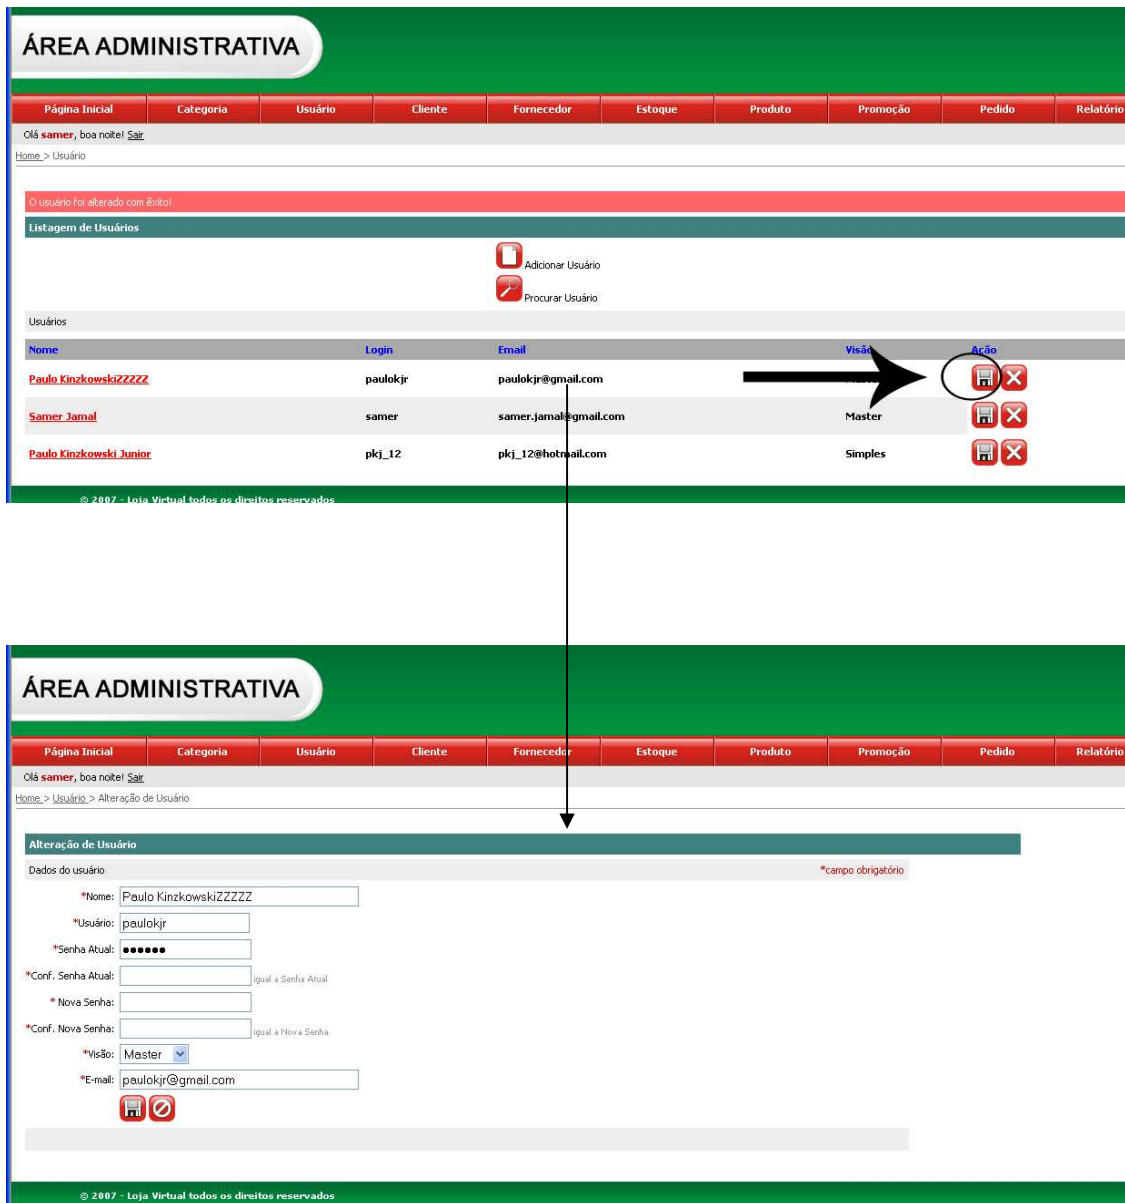 ÁREA ADMINISTRATIVA
Página Inicial Categoria Usuário Cliente Fornecedor Estoque Produto Promoção Pedido Relatório
Olá samer, boa noite! Sair
Home > Usuário
O usuário foi alterado com êxito!
Listagem de Usuários
Adicionar Usuário
Procurar Usuário
Usuários
Nome Login Email Visão Ação
Paulo KinzkowskiZZZZZ paulokjr paulokjr@gmail.com
Samer Jamal samer samer.jamal@gmail.com Master
Paulo Kinzkowski Junior pkj_12 pkj_12@hotmail.com Simples
© 2007 - Loja Virtual todos os direitos reservados
ÁREA ADMINISTRATIVA
Página Inicial Categoria Usuário Cliente Fornecedor Estoque Produto Promoção Pedido Relatório
Olá samer, boa noite! Sair
Home > Usuário > Alteração de Usuário
Alteração de Usuário
Dados do usuário *campo obrigatório
*Nome: Paulo KinzkowskiZZZZZ
*Usuário: paulokjr
*Senha Atual: ●●●●●●
*Conf. Senha Atual: igual a Senha Atual
* Nova Senha:
*Conf. Nova Senha: igual a Nova Senha
*Visão: Master
*E-mail: paulokjr@gmail.com
© 2007 - Loja Virtual todos os direitos reservados